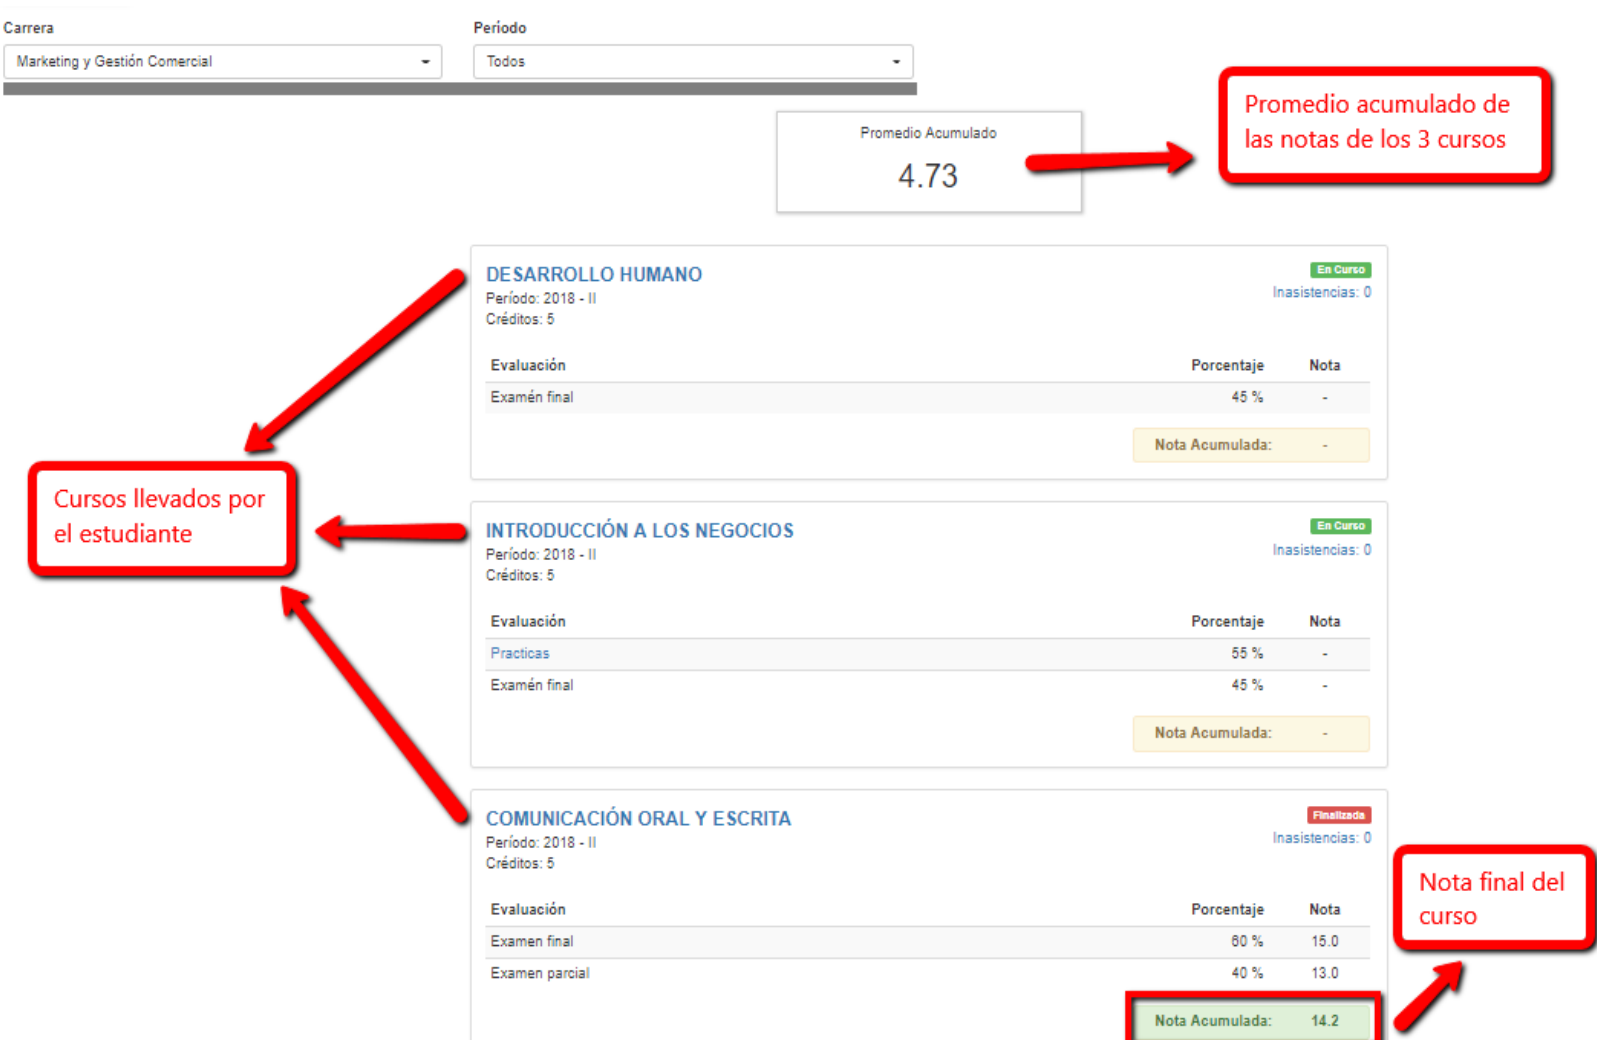 Carrera
Período
Marketing y Gestión Comercial
Todos
Promedio Acumulado
4.73
Promedio acumulado de
las notas de los 3 cursos
DESARROLLO HUMANO
En Curso
Período: 2018 - II
Inasistencias: 0
Créditos: 5
Evaluación Porcentaje Nota
Examén final 45 % -
Nota Acumulada: -
Cursos llevados por
el estudiante
INTRODUCCIÓN A LOS NEGOCIOS
En Curso
Período: 2018 - II
Inasistencias: 0
Créditos: 5
Evaluación Porcentaje Nota
Practicas 55 % -
Examén final 45 % -
Nota Acumulada: -
COMUNICACIÓN ORAL Y ESCRITA
Finalizada
Período: 2018 - II
Inasistencias: 0
Créditos: 5
Evaluación Porcentaje Nota
Examen final 60 % 15.0
Examen parcial 40 % 13.0
Nota Acumulada: 14.2
Nota final del
curso